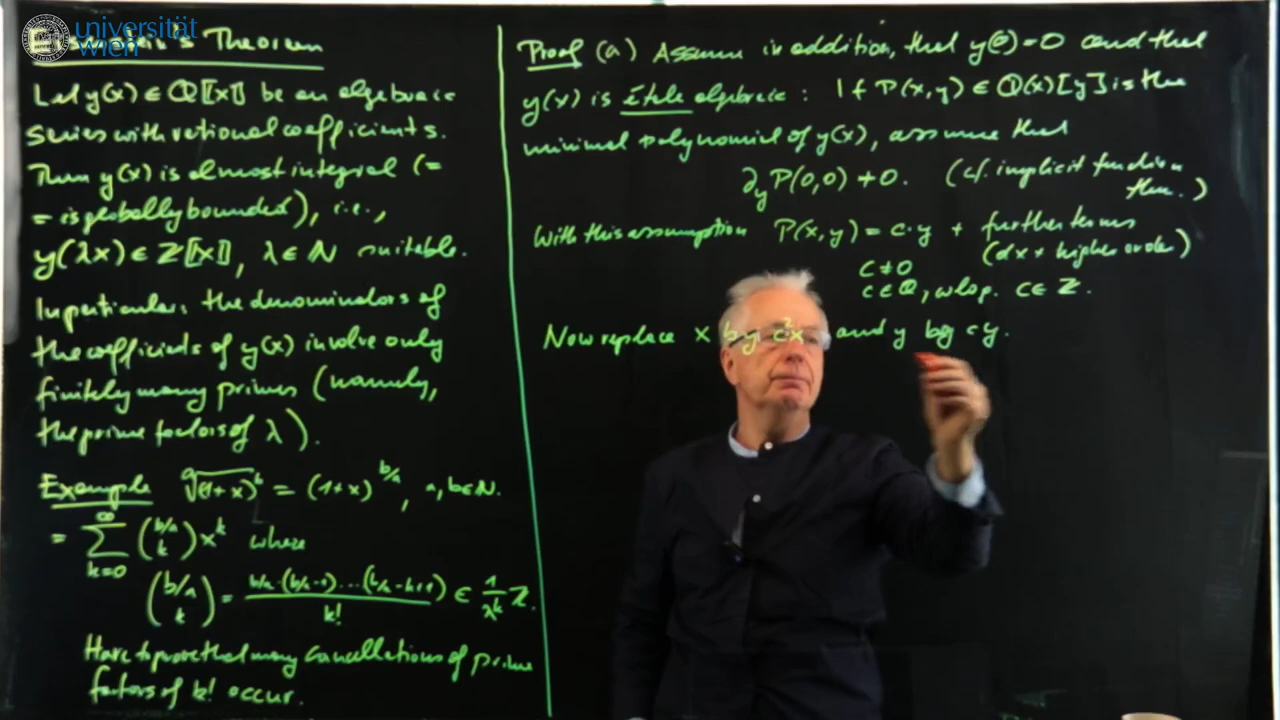 universität
wien
Eisenstein's Theorem
Let y(x) ∈ ℚ[[x]] be an algebraic
series with rational coefficients.
Then y(x) is almost integral (=
= is globally bounded), i.e.,
y(λx) ∈ ℤ[[x]], λ ∈ ℕ suitable.
In particular: the denominators of
the coefficients of y(x) involve only
finitely many primes (namely,
the prime factors of λ).
Example ᵃ√(1+x)ᵇ = (1+x)^{b/a}, a, b ∈ ℕ.
= ∑_{k=0}^{∞} (b/a k) x^k where
(b/a k) = b/a·(b/a-1)...(b/a-k+1) / k! ∈ 1/λ^k ℤ.
Have to prove that many cancellations of prime
factors of k! occur.
Proof (a) Assume in addition, that y(0)=0 and that
y(x) is étale algebraic: If P(x,y) ∈ ℚ(x)[y] is the
minimal polynomial of y(x), assume that
∂_y P(0,0) ≠ 0. (cf. implicit function
thm.)
With this assumption P(x,y) = c·y + further terms
(dx + higher order)
c ≠ 0
c ∈ ℚ, wlog. c ∈ ℤ.
Now replace x by c²x and y by cy.